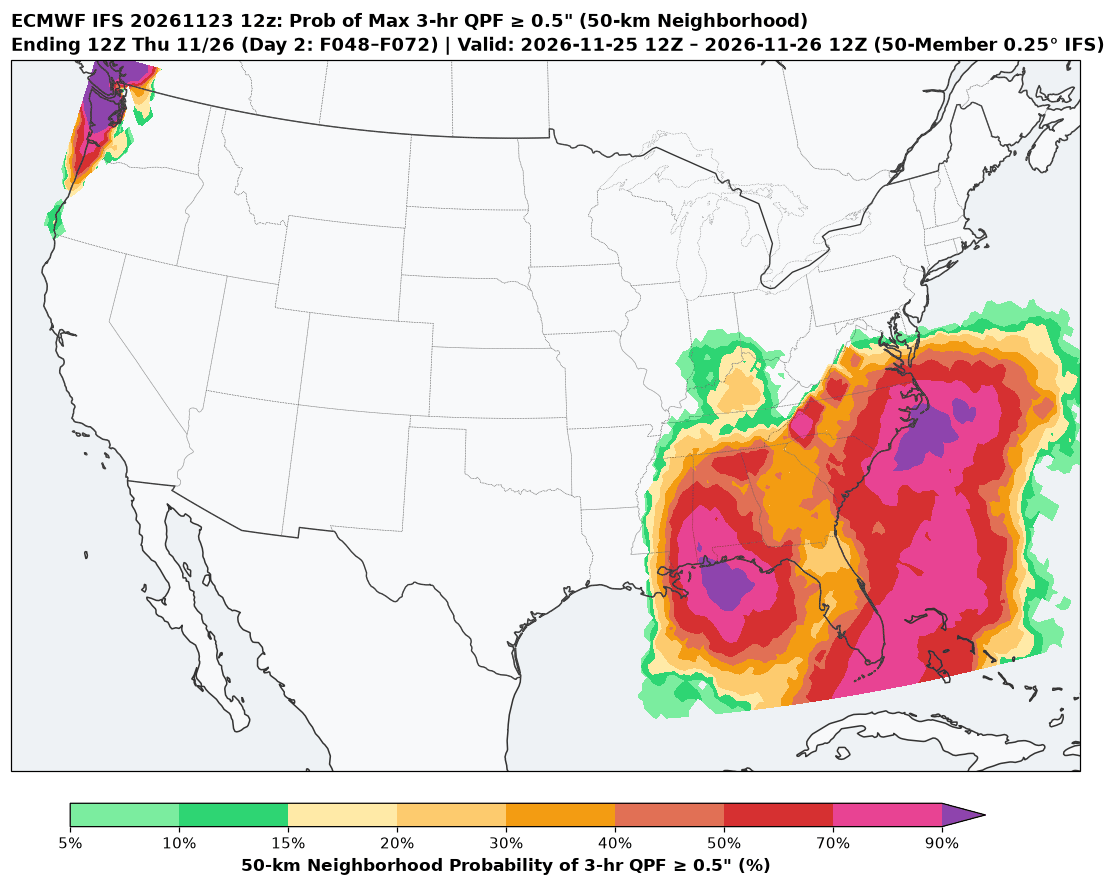 ECMWF IFS 20261123 12z: Prob of Max 3-hr QPF ≥ 0.5" (50-km Neighborhood)
Ending 12Z Thu 11/26 (Day 2: F048–F072) | Valid: 2026-11-25 12Z – 2026-11-26 12Z (50-Member 0.25° IFS)
5% 10% 15% 20% 30% 40% 50% 70% 90%
50-km Neighborhood Probability of 3-hr QPF ≥ 0.5" (%)